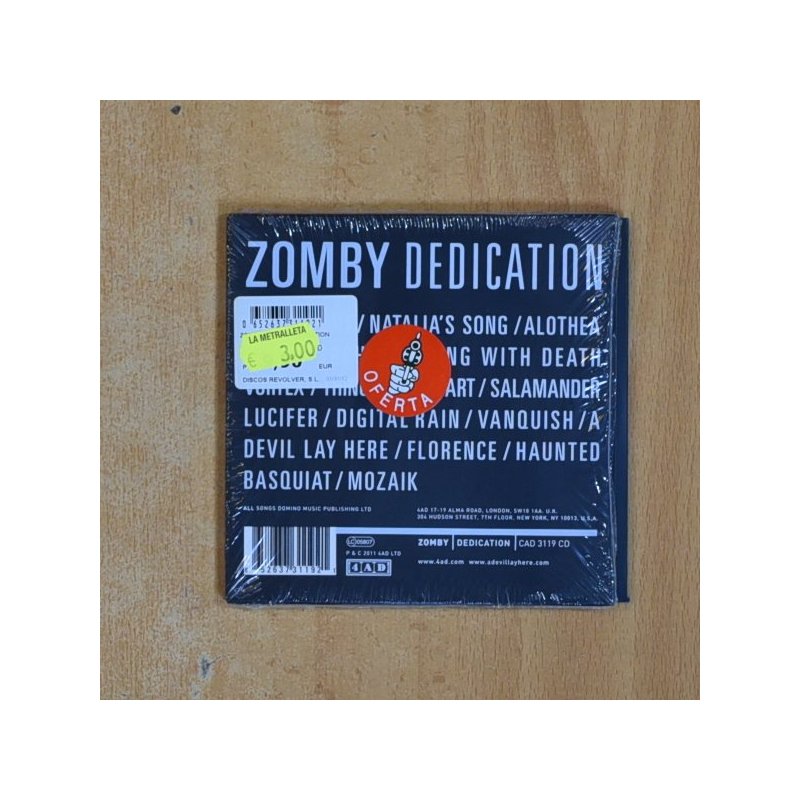 ZOMBY DEDICATION
/ NATALIA'S SONG / ALOTHEA
WITH DEATH
/ SALAMANDER
LUCIFER / DIGITAL RAIN / VANQUISH / A
DEVIL LAY HERE / FLORENCE / HAUNTED
BASQUIAT / MOZAIK
LA METRALLETA
€ 3.00
EUR
DISCOS REVOLVER, S.L.
OFERTA
ALL SONGS DOMINO MUSIC PUBLISHING LTD
4AD 17-19 ALMA ROAD, LONDON, SW18 1AA. U.K.
304 HUDSON STREET, 7TH FLOOR, NEW YORK, NY 10013, U.S.A.
LC 05807
P & C 2011 4AD LTD
4AD
ZOMBY | DEDICATION | CAD 3119 CD
www.4ad.com www.adevillayhere.com
52637311921